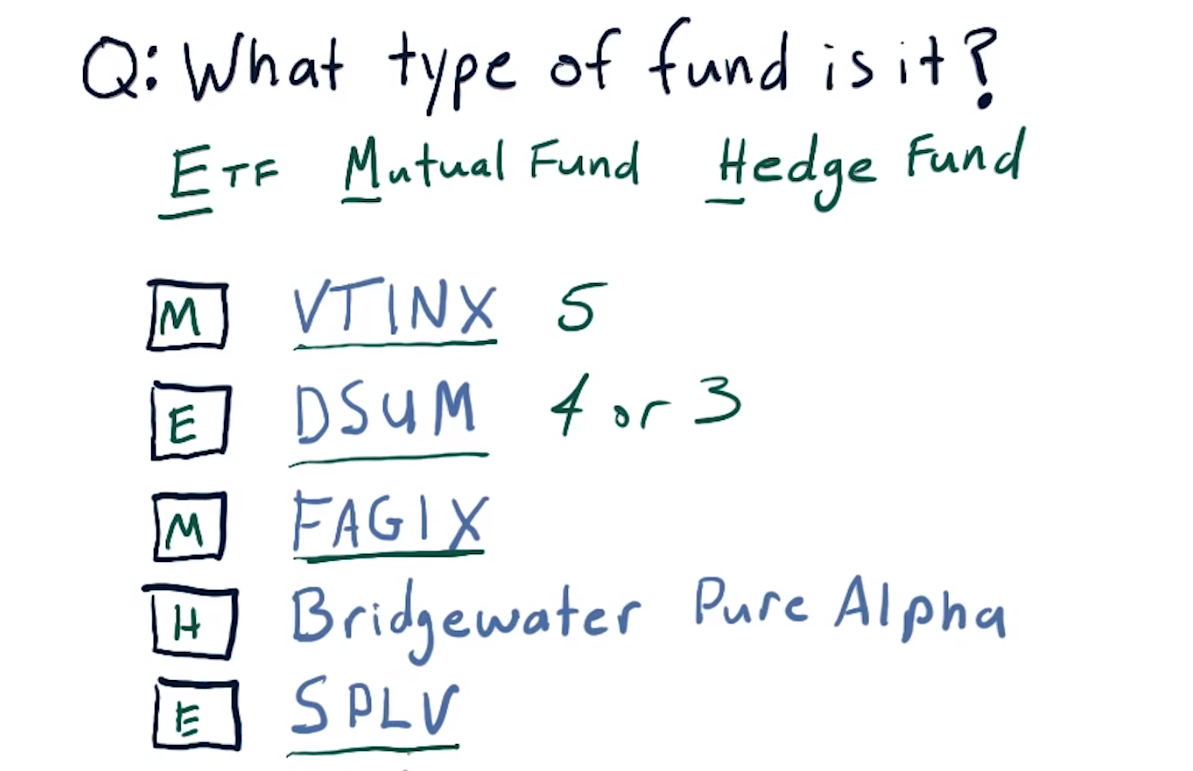 Q: What type of fund is it?
ETF Mutual Fund Hedge Fund
M VTINX 5
E DSUM 4 or 3
M FAGIX
H Bridgewater Pure Alpha
E SPLV